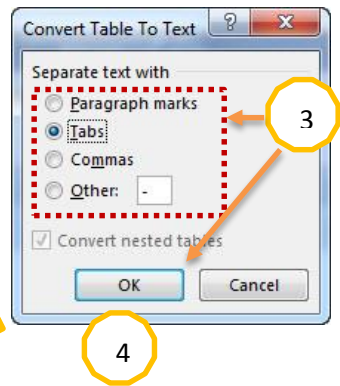 Convert Table To Text ?
Separate text with
Paragraph marks
Tabs
Commas
Other: -
3
Convert nested tables
OK Cancel
4